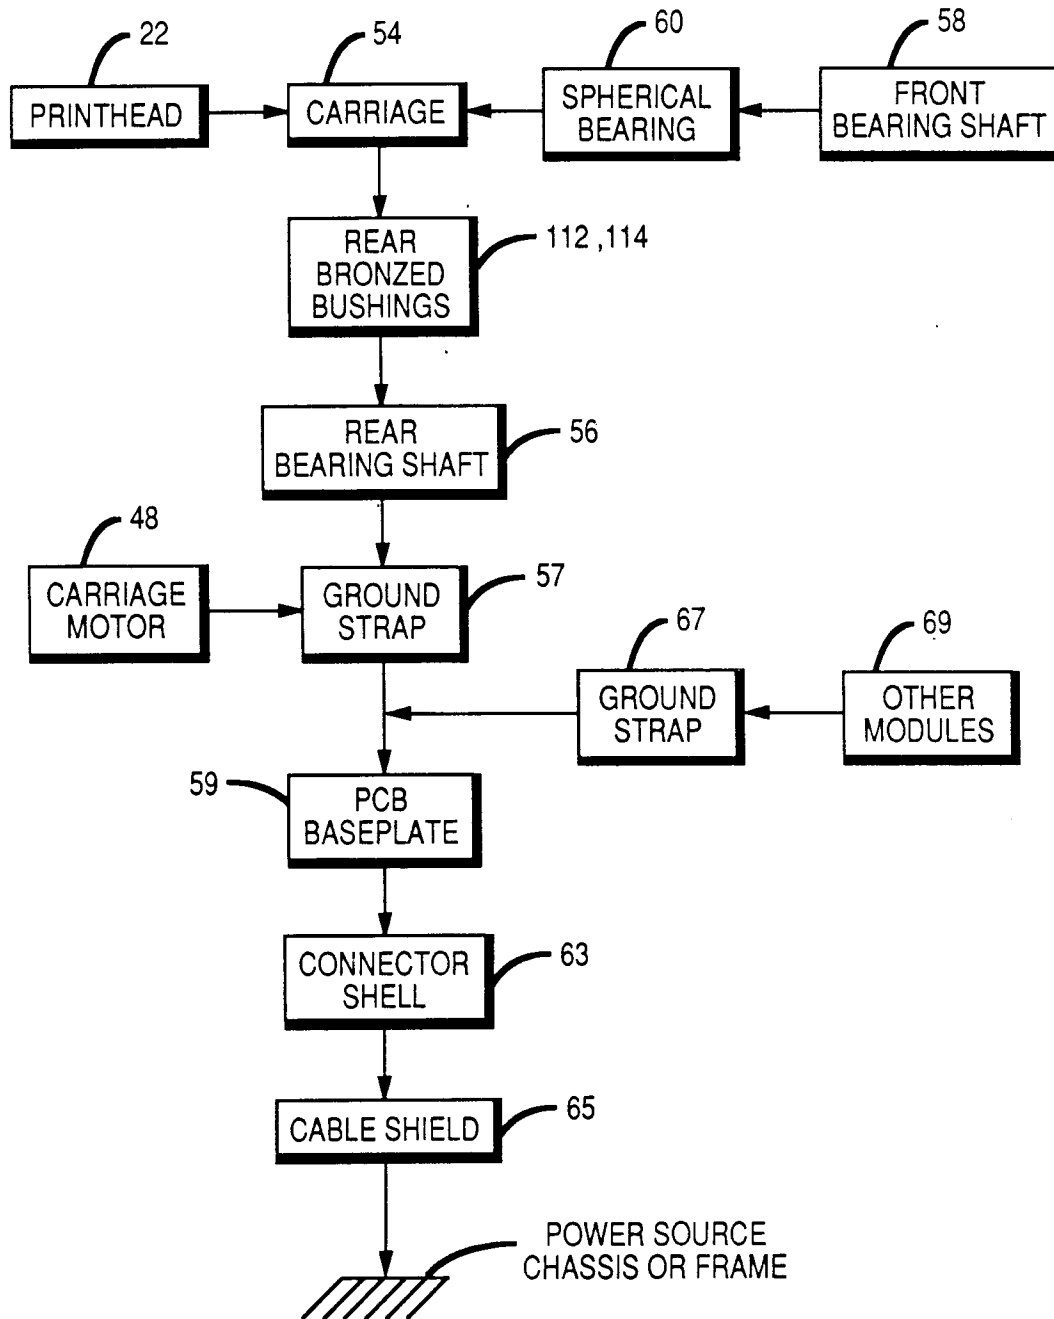 22
54
60
58
PRINTHEAD
CARRIAGE
SPHERICAL
BEARING
FRONT
BEARING SHAFT
REAR
BRONZED
BUSHINGS
112 ,114
REAR
BEARING SHAFT
56
48
CARRIAGE
MOTOR
GROUND
STRAP
57
67
69
GROUND
STRAP
OTHER
MODULES
59
PCB
BASEPLATE
CONNECTOR
SHELL
63
CABLE SHIELD
65
POWER SOURCE
CHASSIS OR FRAME